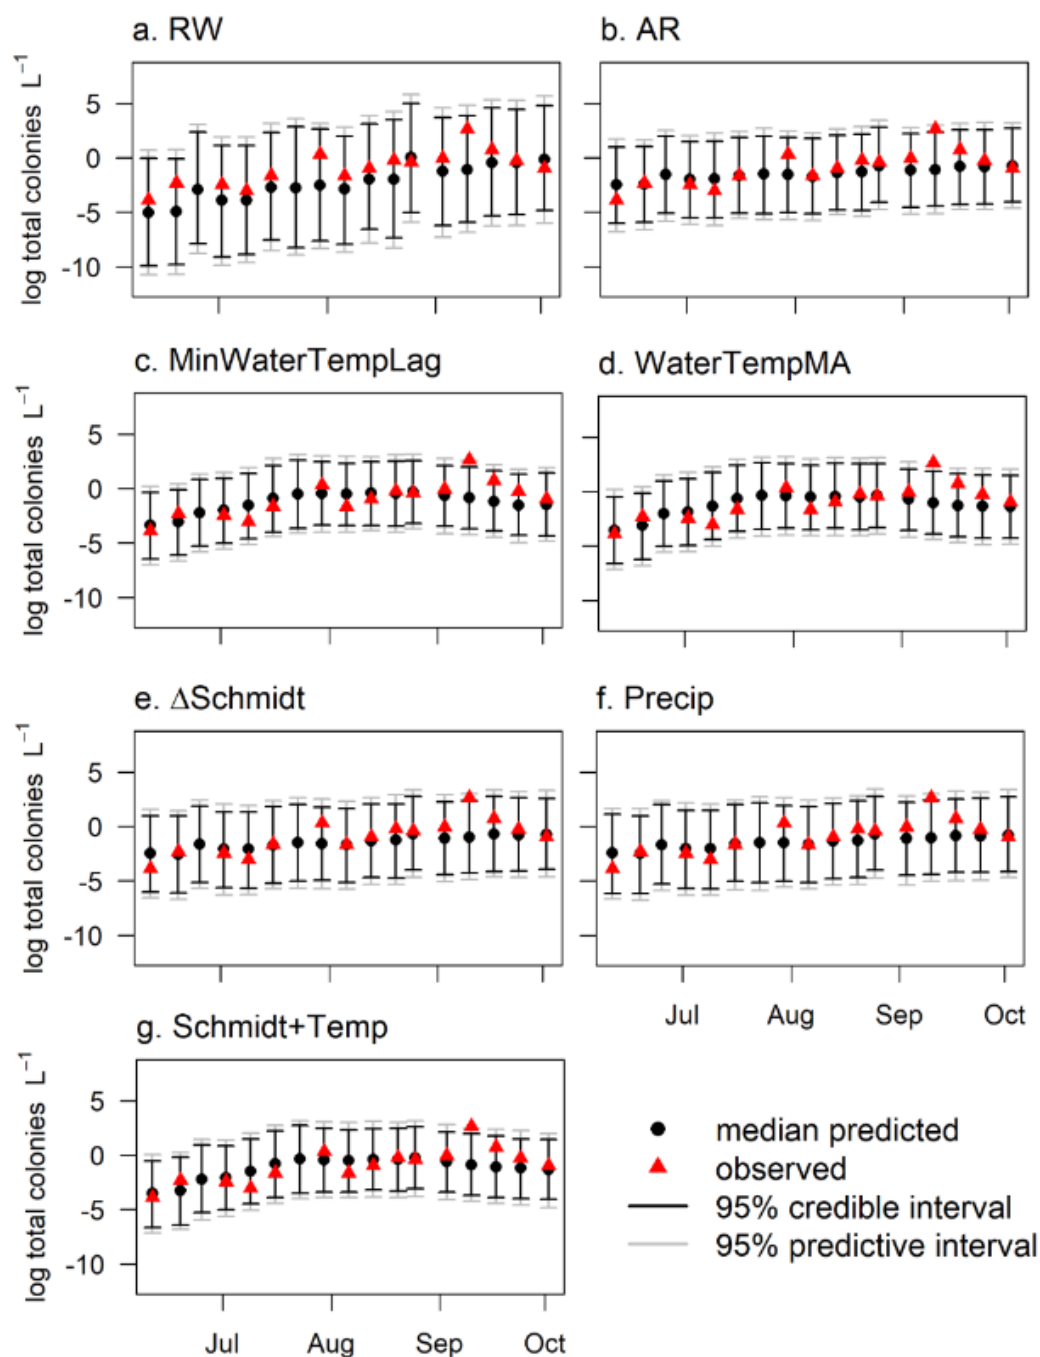 a. RW
b. AR
log total colonies L⁻¹
5
0
-5
-10
c. MinWaterTempLag
d. WaterTempMA
log total colonies L⁻¹
5
0
-5
-10
e. ΔSchmidt
f. Precip
log total colonies L⁻¹
5
0
-5
-10
Jul Aug Sep Oct
g. Schmidt+Temp
log total colonies L⁻¹
5
0
-5
-10
Jul Aug Sep Oct
median predicted
observed
95% credible interval
95% predictive interval